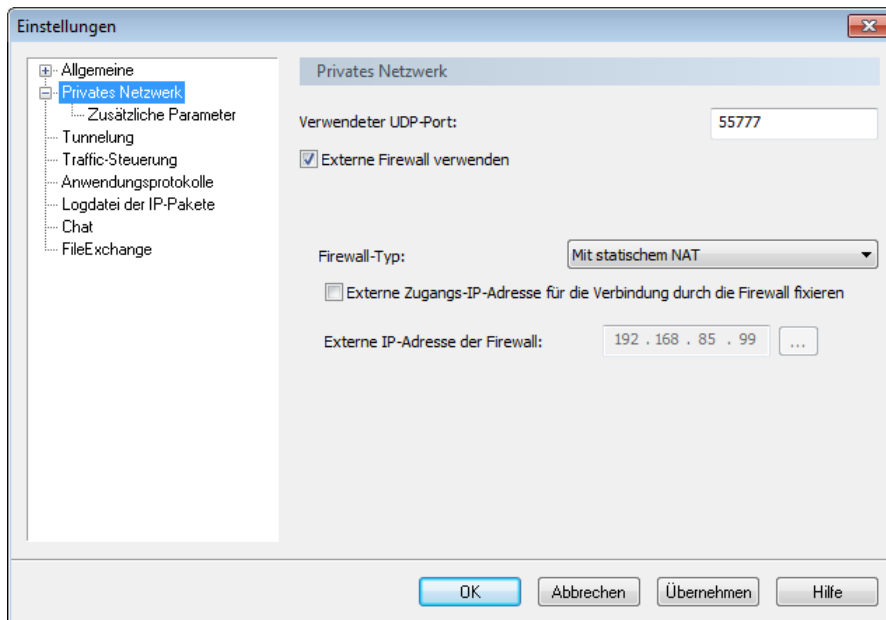 Einstellungen
Allgemeine
Privates Netzwerk
Zusätzliche Parameter
Tunnelung
Traffic-Steuerung
Anwendungsprotokolle
Logdatei der IP-Pakete
Chat
FileExchange
Privates Netzwerk
Verwendeter UDP-Port: 55777
Externe Firewall verwenden
Firewall-Typ: Mit statischem NAT
Externe Zugangs-IP-Adresse für die Verbindung durch die Firewall fixieren
Externe IP-Adresse der Firewall: 192 . 168 . 85 . 99 ...
OK Abbrechen Übernehmen Hilfe